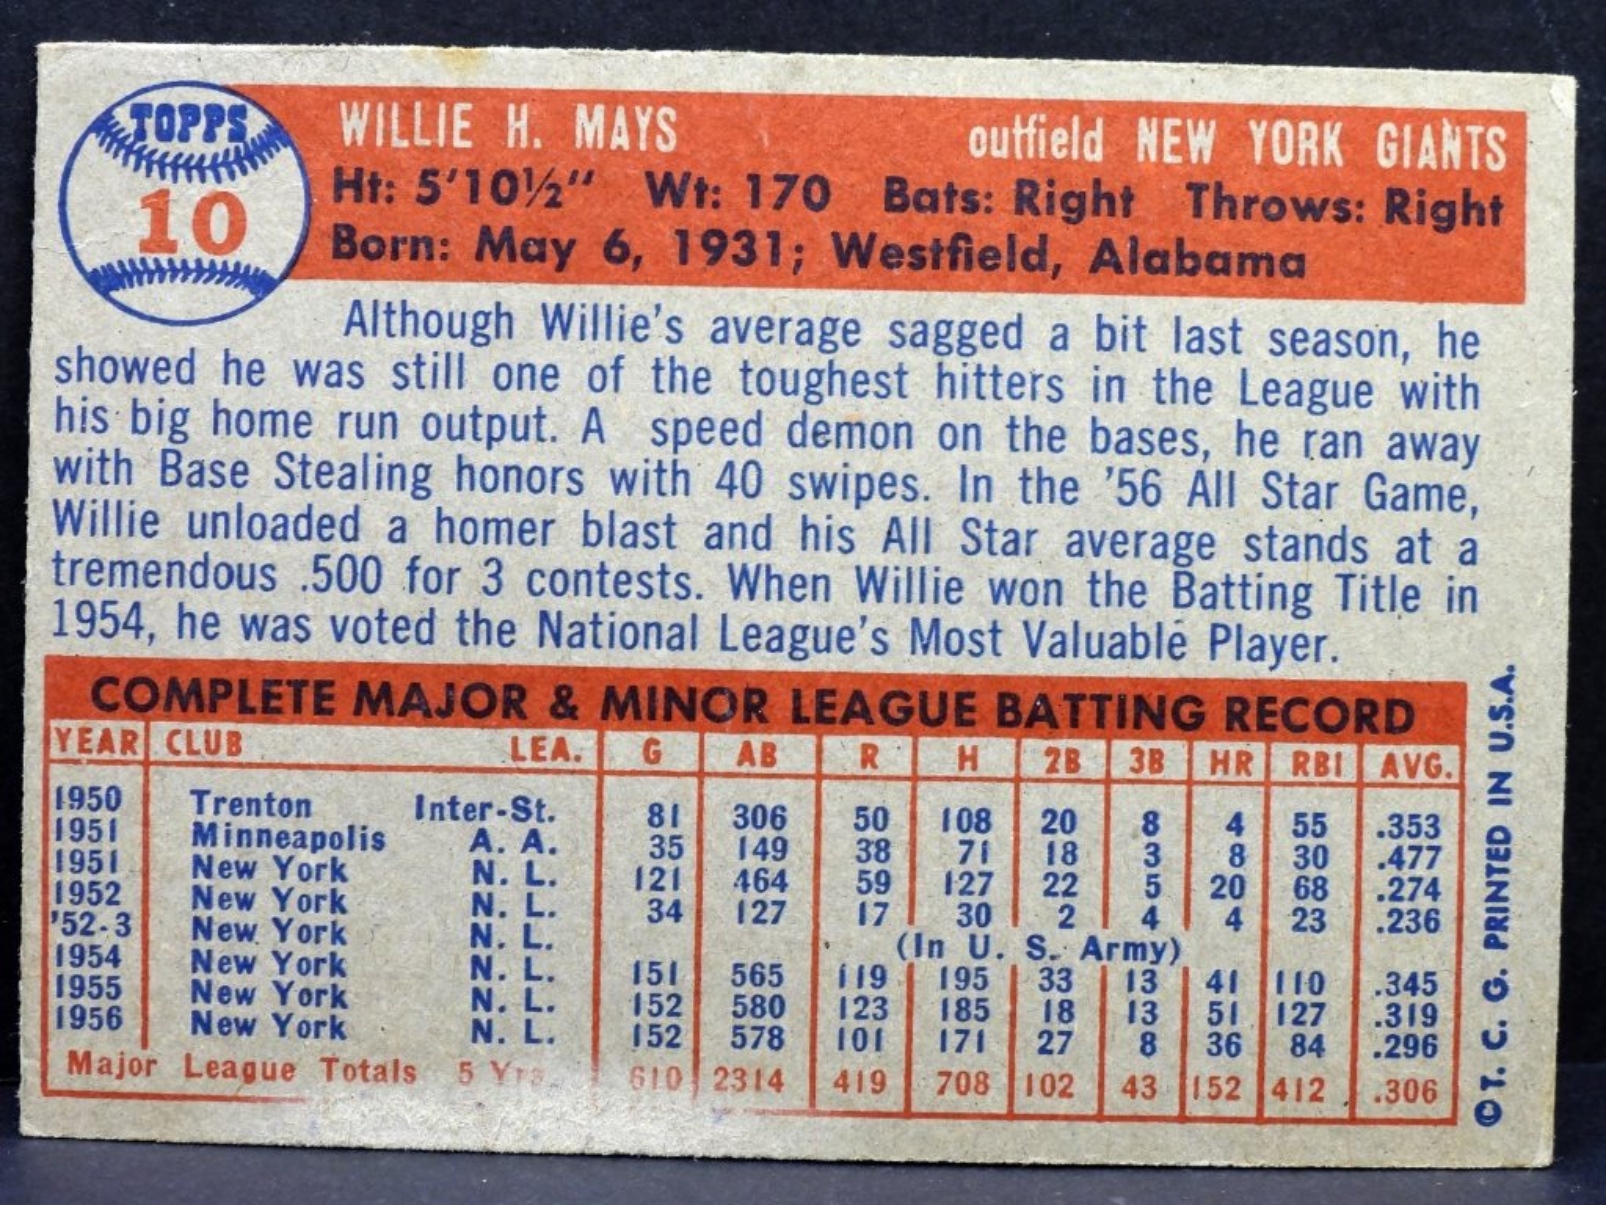 TOPPS
10
WILLIE H. MAYS outfield NEW YORK GIANTS
Ht: 5'10½" Wt: 170 Bats: Right Throws: Right
Born: May 6, 1931; Westfield, Alabama
Although Willie's average sagged a bit last season, he
showed he was still one of the toughest hitters in the League with
his big home run output. A speed demon on the bases, he ran away
with Base Stealing honors with 40 swipes. In the '56 All Star Game,
Willie unloaded a homer blast and his All Star average stands at a
tremendous .500 for 3 contests. When Willie won the Batting Title in
1954, he was voted the National League's Most Valuable Player.
COMPLETE MAJOR & MINOR LEAGUE BATTING RECORD
YEAR CLUB LEA. G AB R H 2B 3B HR RBI AVG.
1950 Trenton Inter-St. 81 306 50 108 20 8 4 55 .353
1951 Minneapolis A. A. 35 149 38 71 18 3 8 30 .477
1951 New York N. L. 121 464 59 127 22 5 20 68 .274
1952 New York N. L. 34 127 17 30 2 4 4 23 .236
'52-3 New York N. L. (In U. S. Army)
1954 New York N. L. 151 565 119 195 33 13 41 110 .345
1955 New York N. L. 152 580 123 185 18 13 51 127 .319
1956 New York N. L. 152 578 101 171 27 8 36 84 .296
Major League Totals 5 Yrs. 610 2314 419 708 102 43 152 412 .306
© T. C. G. PRINTED IN U.S.A.